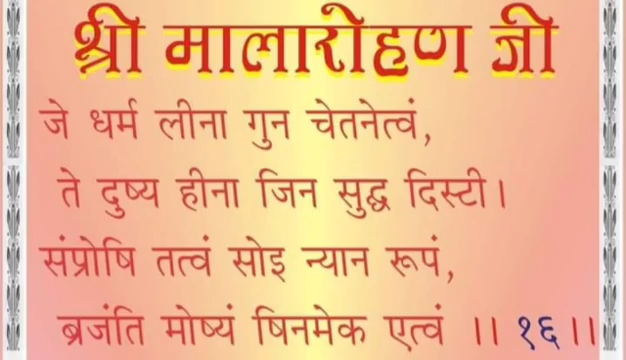 श्री मालारोहण जी
जे धर्म लीना गुन चेतनेत्वं,
ते दुष्य हीना जिन सुद्ध दिस्टी।
संप्रोषि तत्वं सोइ न्यान रूपं,
ब्रजंति मोष्यं षिनमेक एत्वं ।। १६ ।।